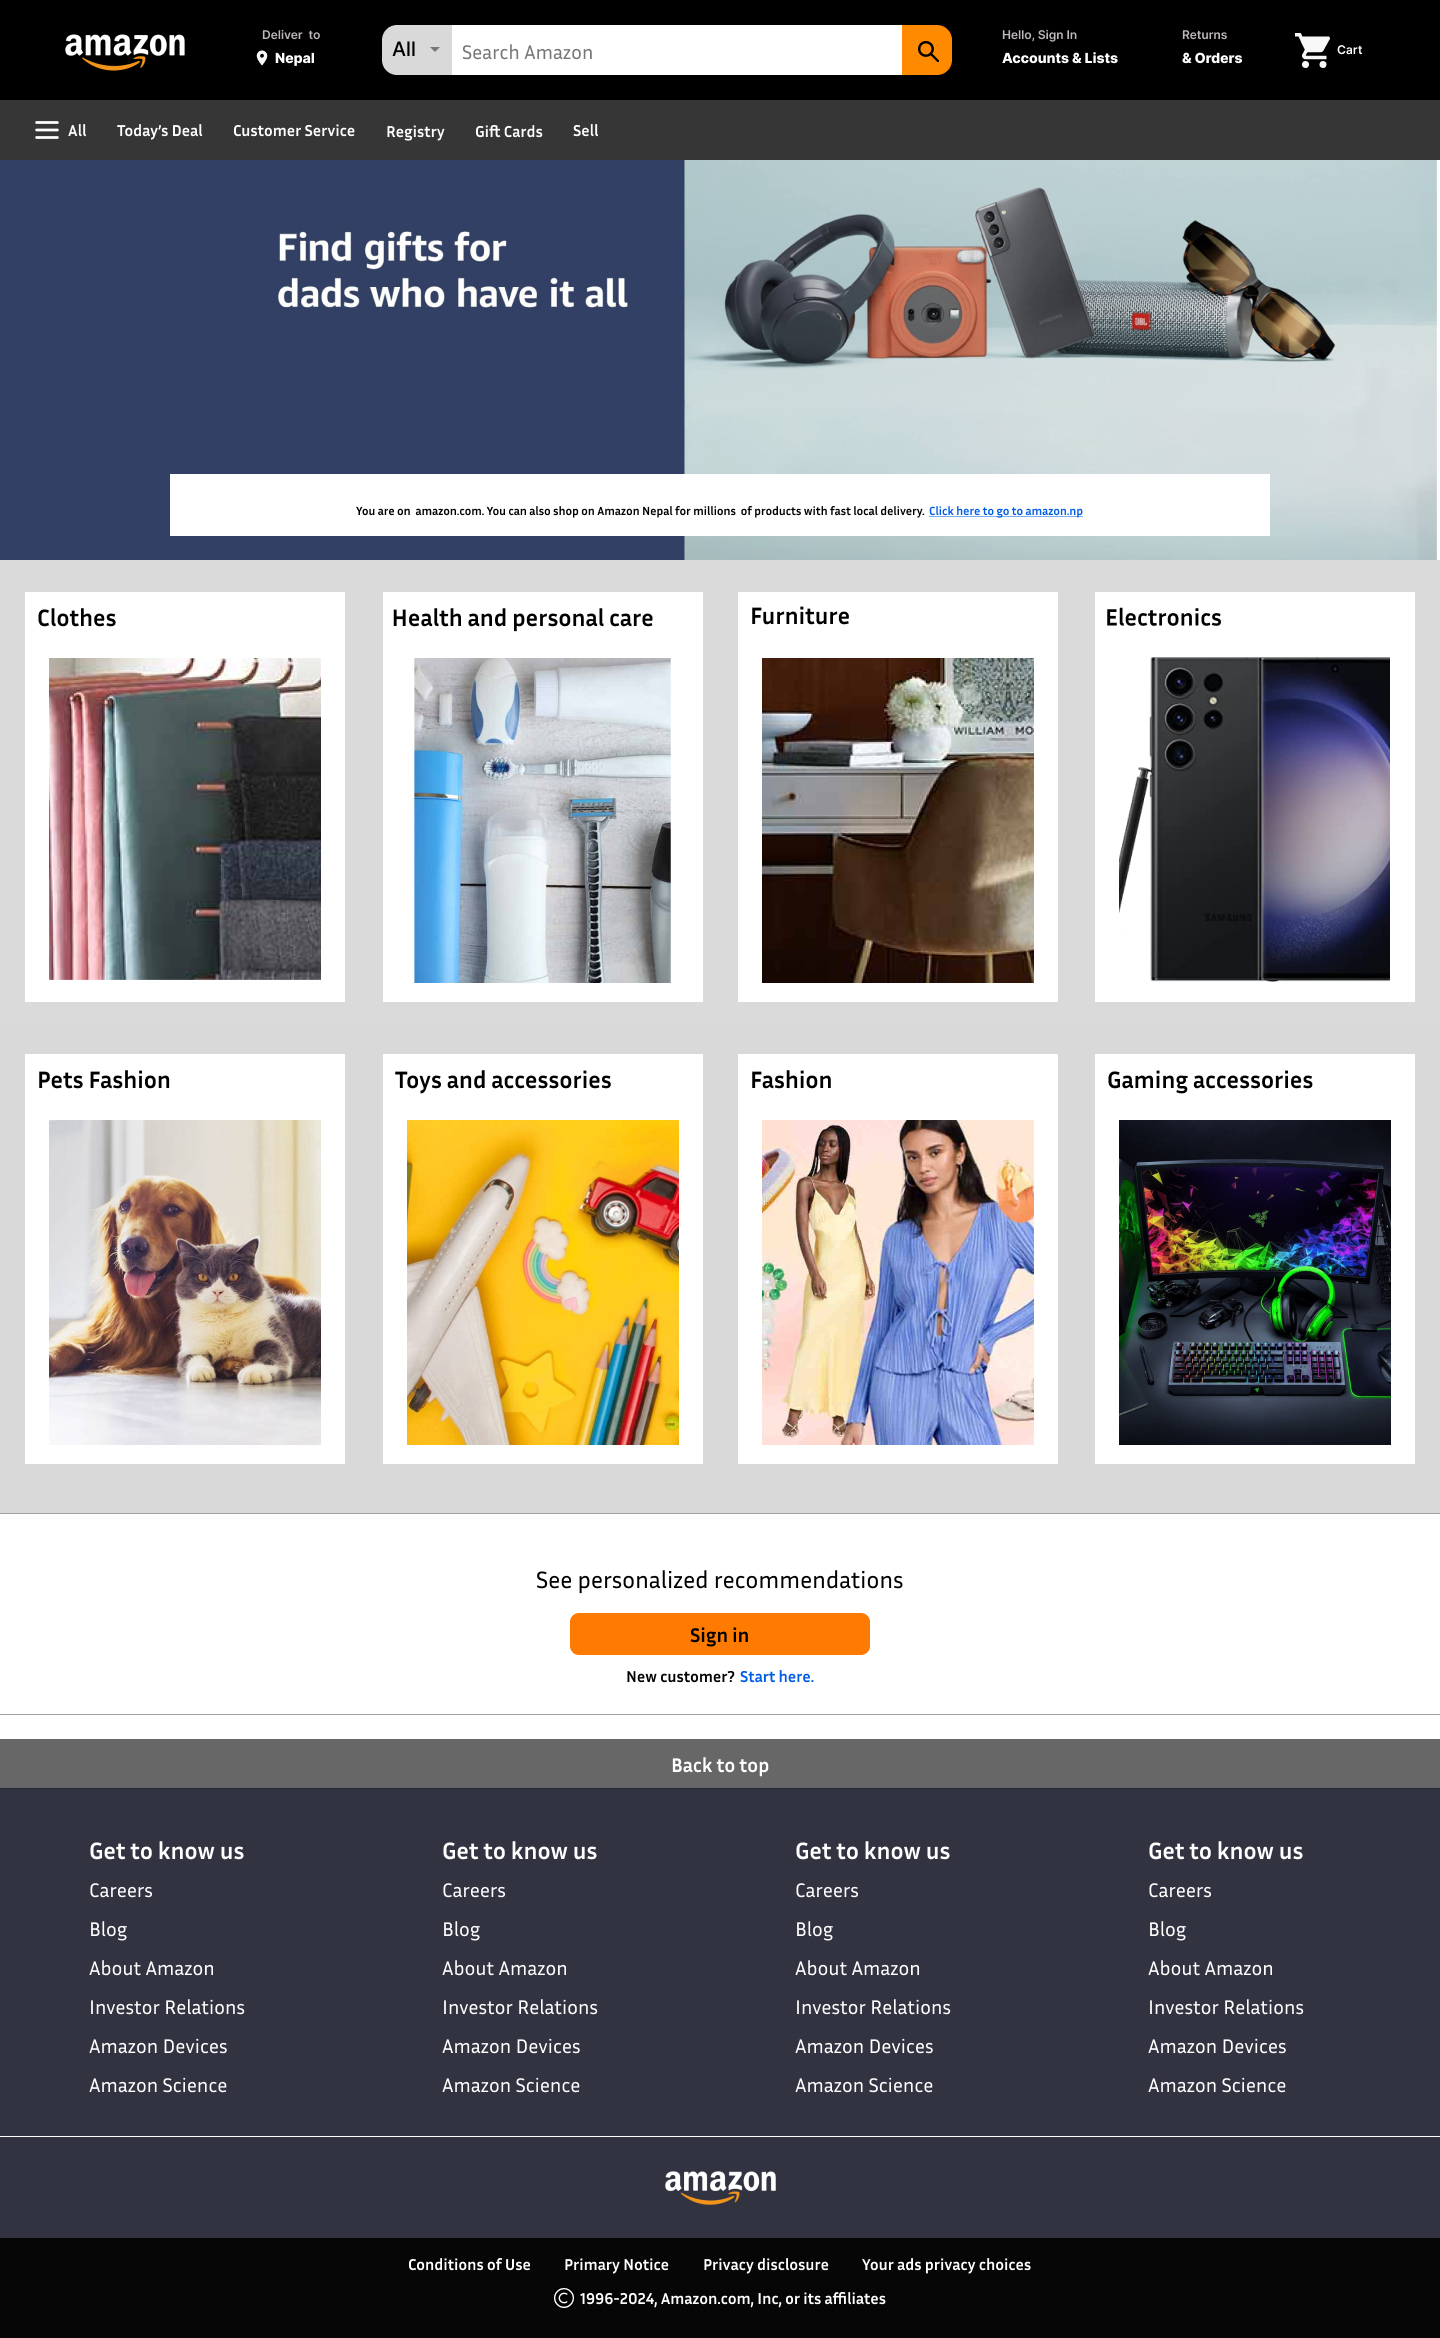 amazon
Deliver to
Nepal
All
Search Amazon
Hello, Sign In
Accounts & Lists
Returns
& Orders
Cart
All
Today's Deal
Customer Service
Registry
Gift Cards
Sell
Find gifts for
dads who have it all
JBL
SAMSUNG
You are on amazon.com. You can also shop on Amazon Nepal for millions of products with fast local delivery. Click here to go to amazon.np
Clothes
Health and personal care
Furniture
Electronics
WILLIAM MO
SAMSUNG
Pets Fashion
Toys and accessories
Fashion
Gaming accessories
See personalized recommendations
Sign in
New customer? Start here.
Back to top
Get to know us
Careers
Blog
About Amazon
Investor Relations
Amazon Devices
Amazon Science
Get to know us
Careers
Blog
About Amazon
Investor Relations
Amazon Devices
Amazon Science
Get to know us
Careers
Blog
About Amazon
Investor Relations
Amazon Devices
Amazon Science
Get to know us
Careers
Blog
About Amazon
Investor Relations
Amazon Devices
Amazon Science
amazon
Conditions of Use
Primary Notice
Privacy disclosure
Your ads privacy choices
© 1996-2024, Amazon.com, Inc, or its affiliates